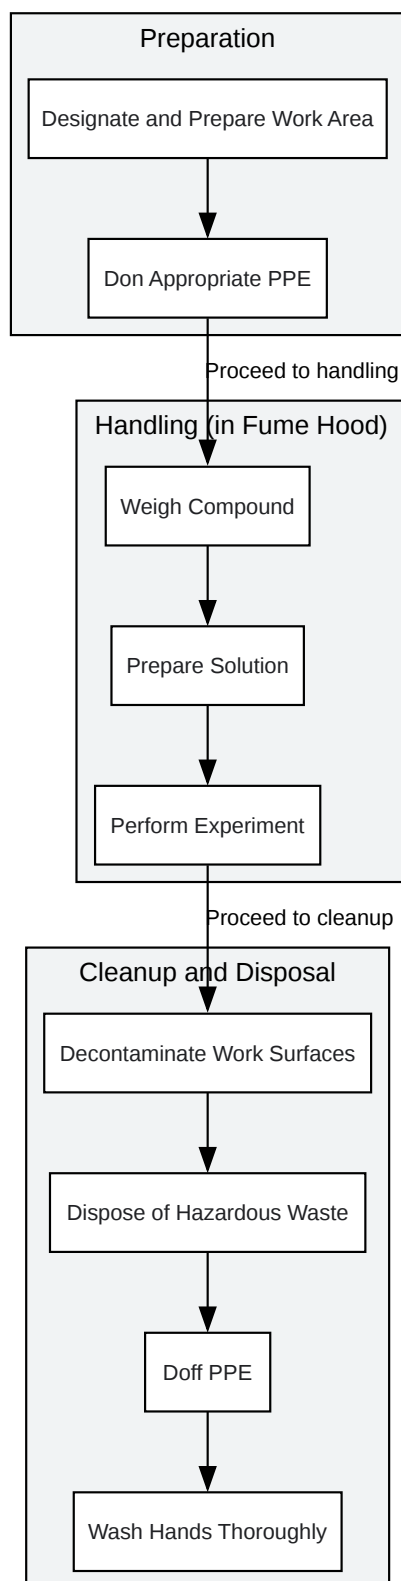 Preparation
Designate and Prepare Work Area
Don Appropriate PPE
Proceed to handling
Handling (in Fume Hood)
Weigh Compound
Prepare Solution
Perform Experiment
Proceed to cleanup
Cleanup and Disposal
Decontaminate Work Surfaces
Dispose of Hazardous Waste
Doff PPE
Wash Hands Thoroughly